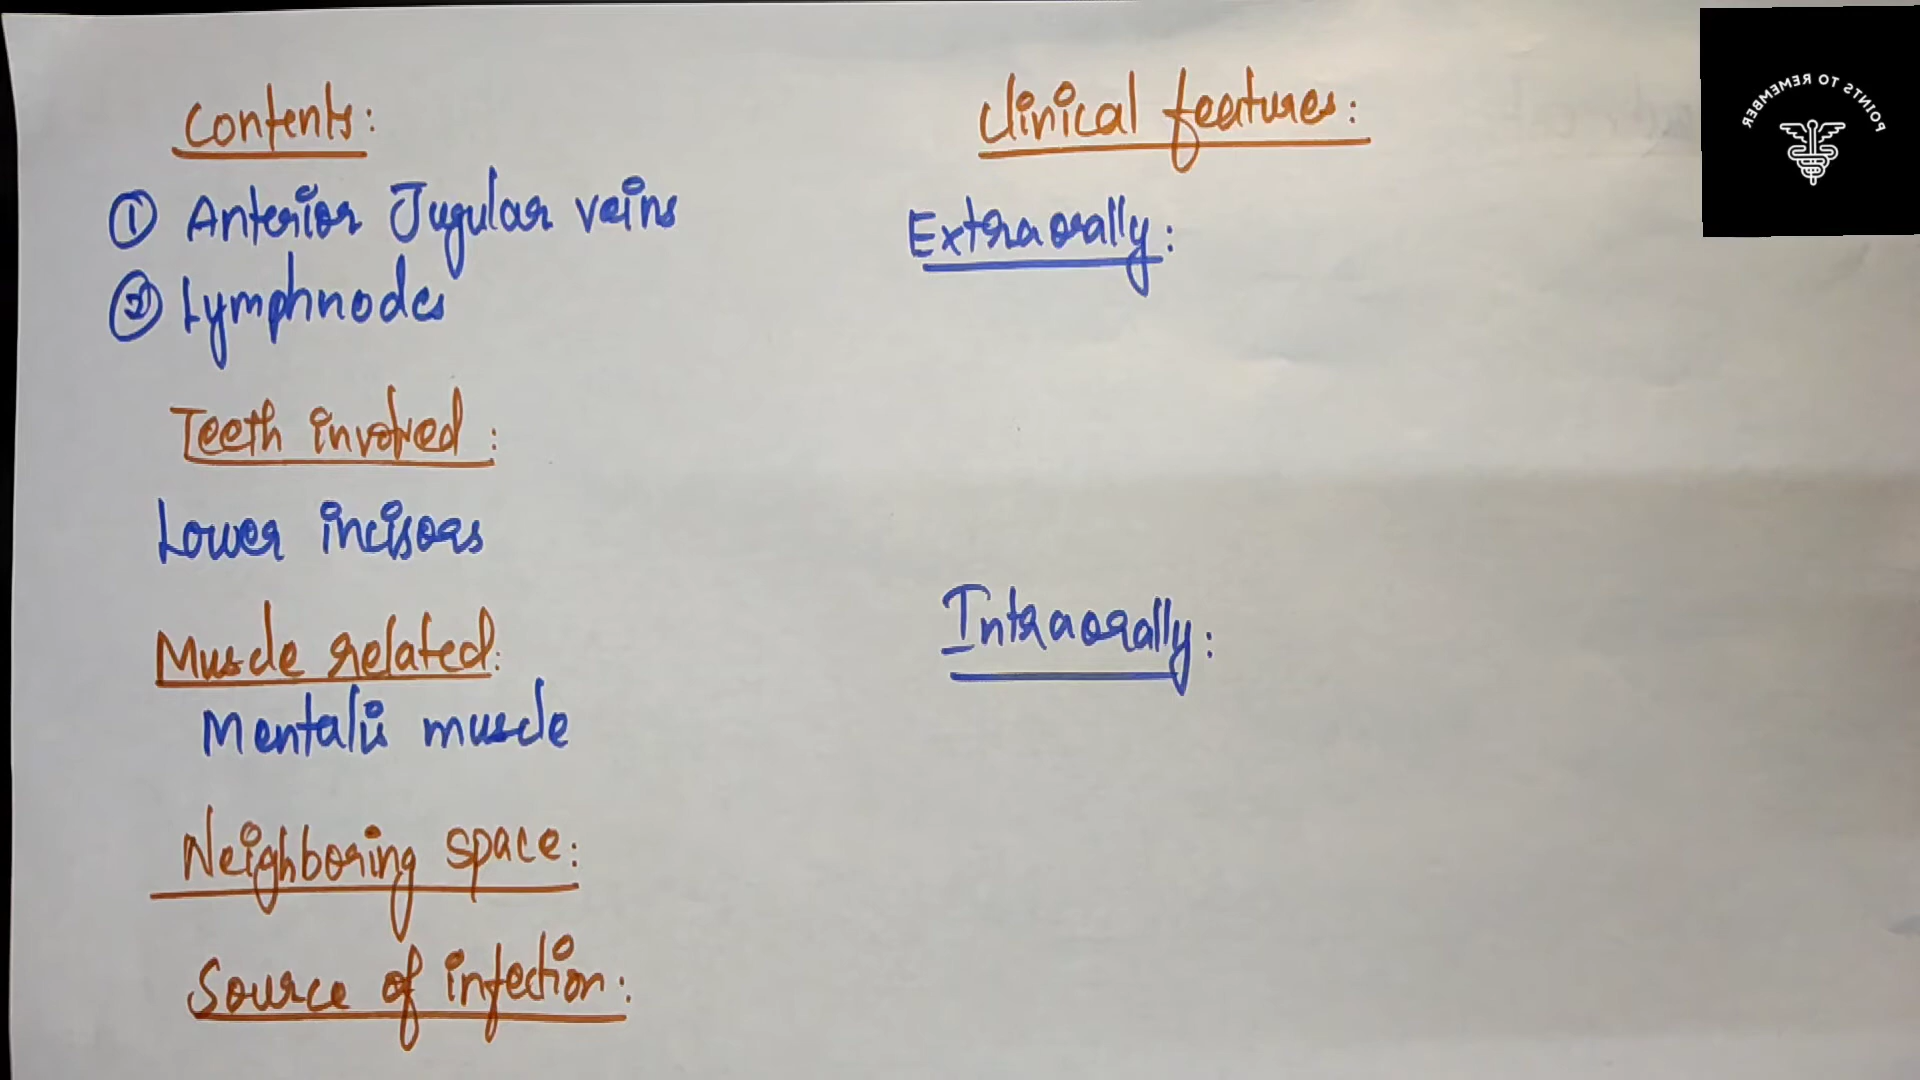 Contents:
① Anterior Jugular veins
② Lymphnodes
Teeth involved:
Lower incisors
Muscle related:
Mentalis muscle
Neighboring space:
Source of infection:
Clinical features:
Extraorally:
Intraorally:
POINTS TO REMEMBER